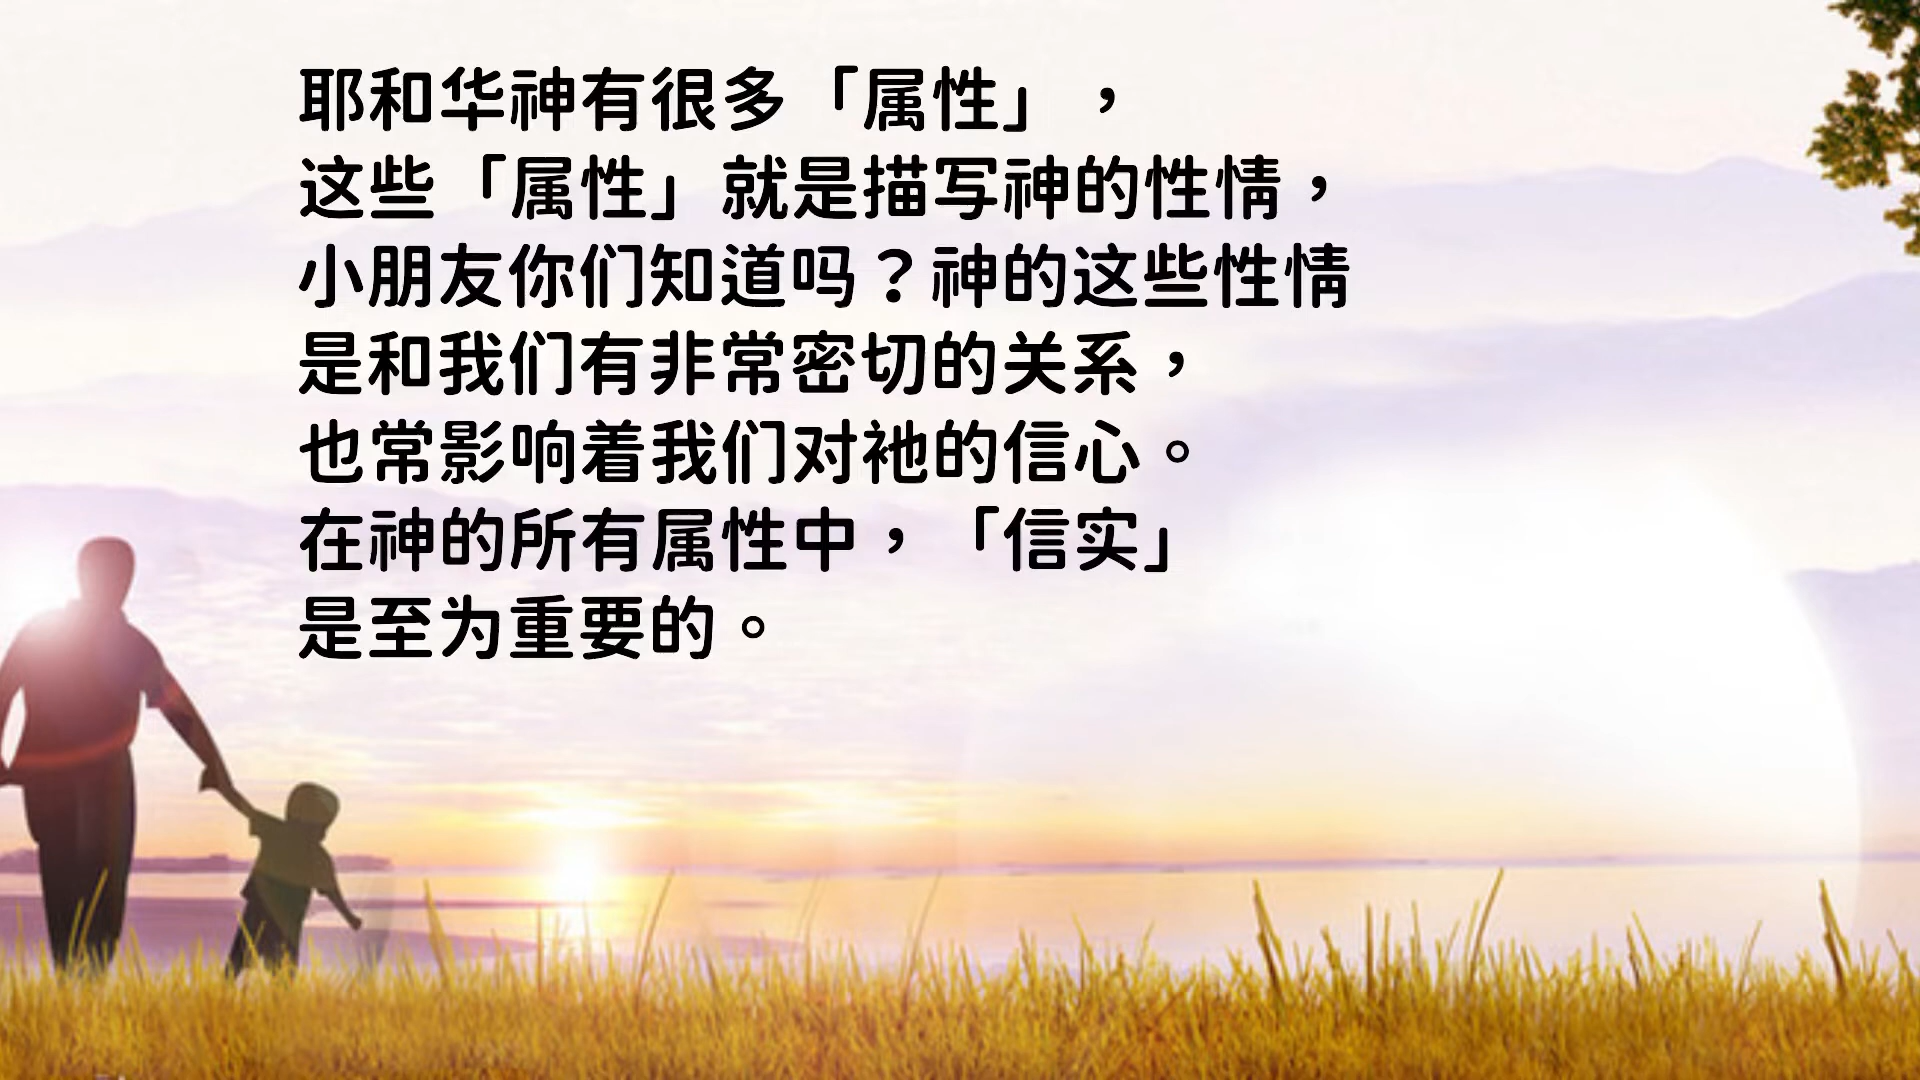 耶和华神有很多「属性」，
这些「属性」就是描写神的性情，
小朋友你们知道吗？神的这些性情
是和我们有非常密切的关系，
也常影响着我们对祂的信心。
在神的所有属性中，「信实」
是至为重要的。